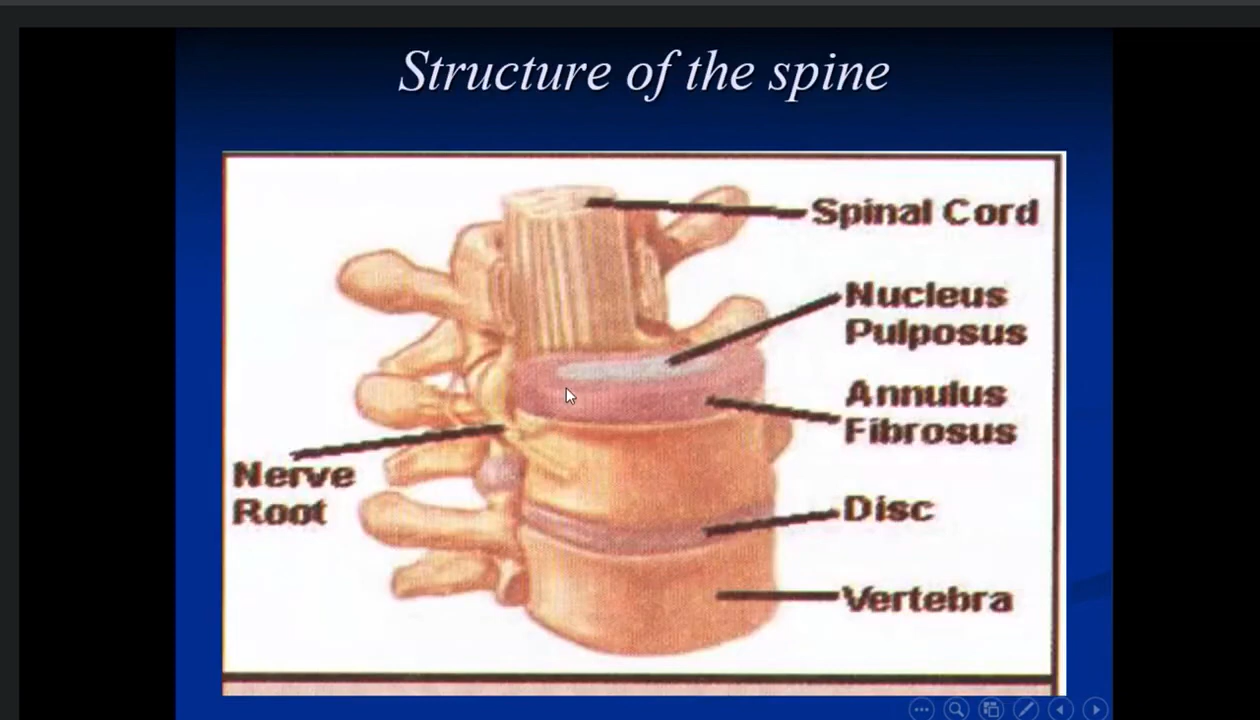 Structure of the spine
Spinal Cord
Nucleus
Pulposus
Annulus
Fibrosus
Nerve
Root
Disc
Vertebra